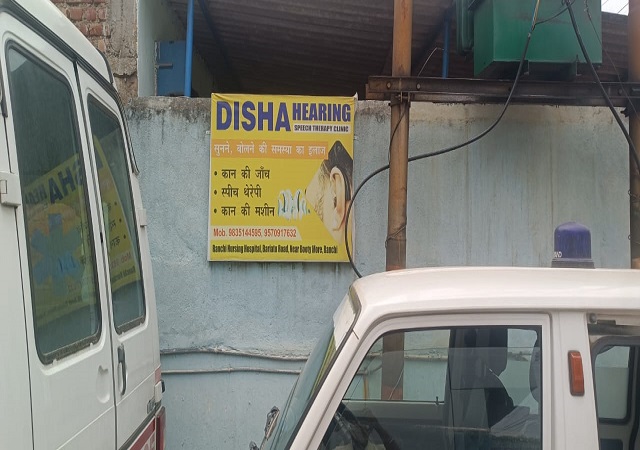 DISHA HEARING
SPEECH THERAPY CLINIC
सुनने, बोलने की समस्या का इलाज
• कान की जाँच
• स्पीच थेरेपी
• कान की मशीन
Mob. 9835144595, 9570917632
Ranchi Nursing Hospital, Bariatu Road, Near Booty More, Ranchi